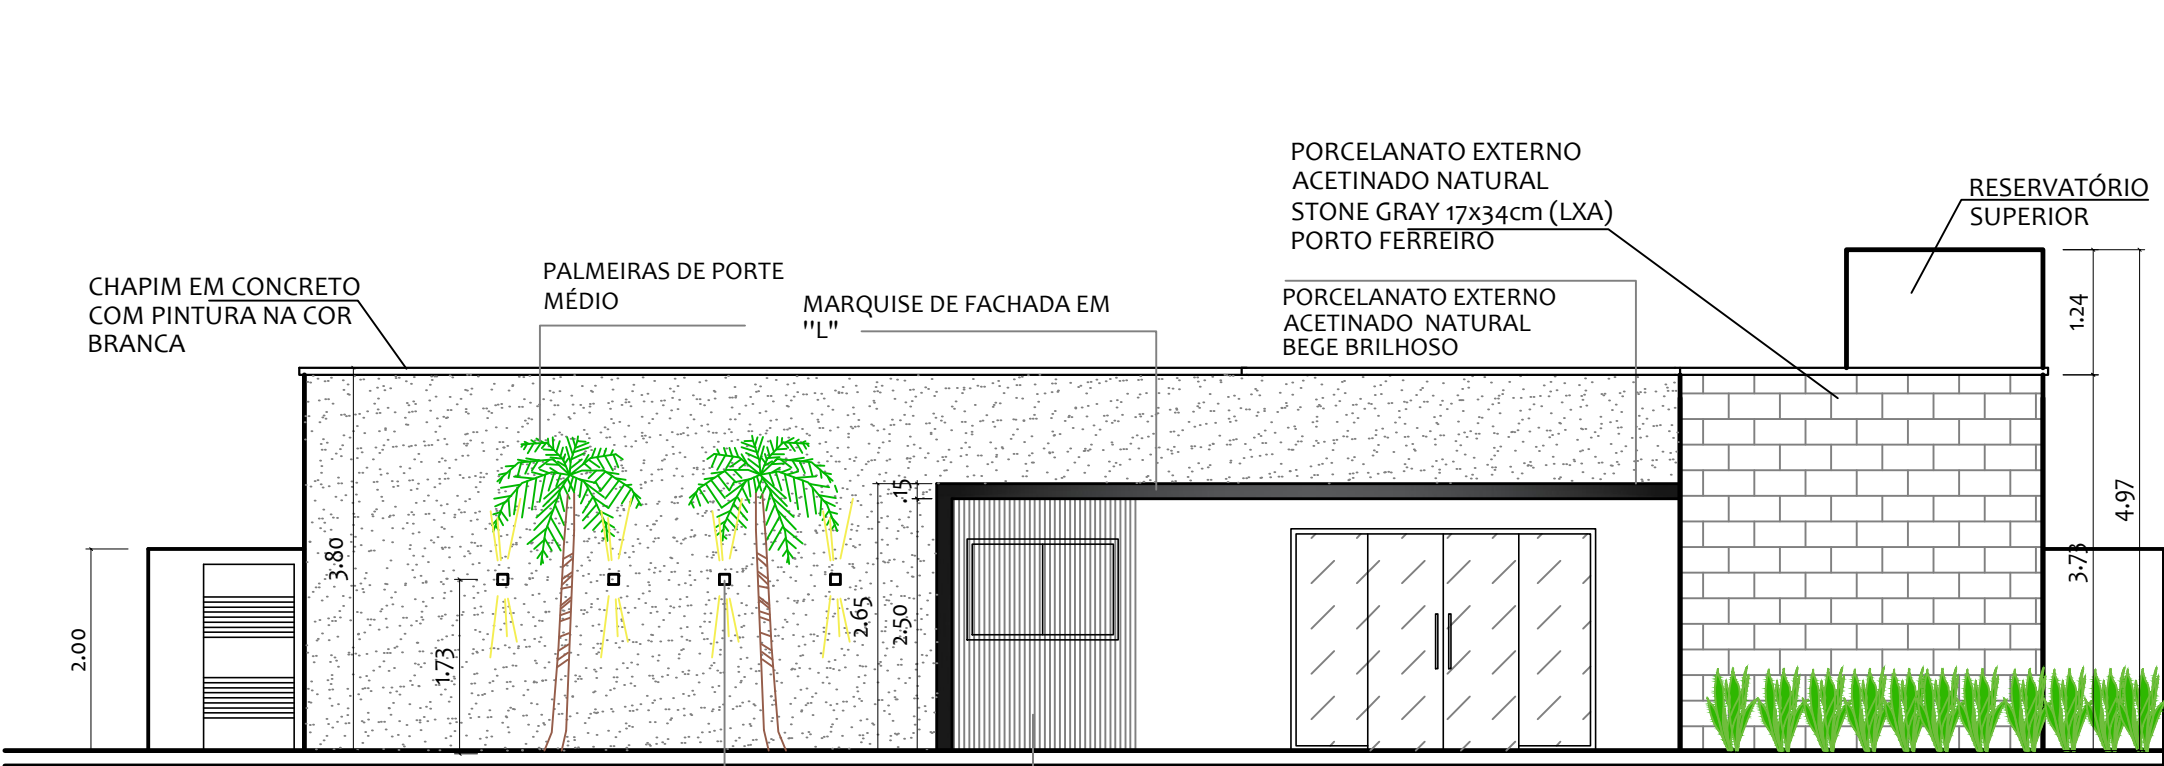 PORCELANATO EXTERNO
ACETINADO NATURAL
STONE GRAY 17x34cm (LXA)
PORTO FERREIRO
RESERVATÓRIO
SUPERIOR
CHAPIM EM CONCRETO
COM PINTURA NA COR
BRANCA
PALMEIRAS DE PORTE
MÉDIO
MARQUISE DE FACHADA EM
"L"
PORCELANATO EXTERNO
ACETINADO NATURAL
BEGE BRILHOSO
2.00
3.80
1.73
2.65
2.50
.15
1.24
3.73
4.97